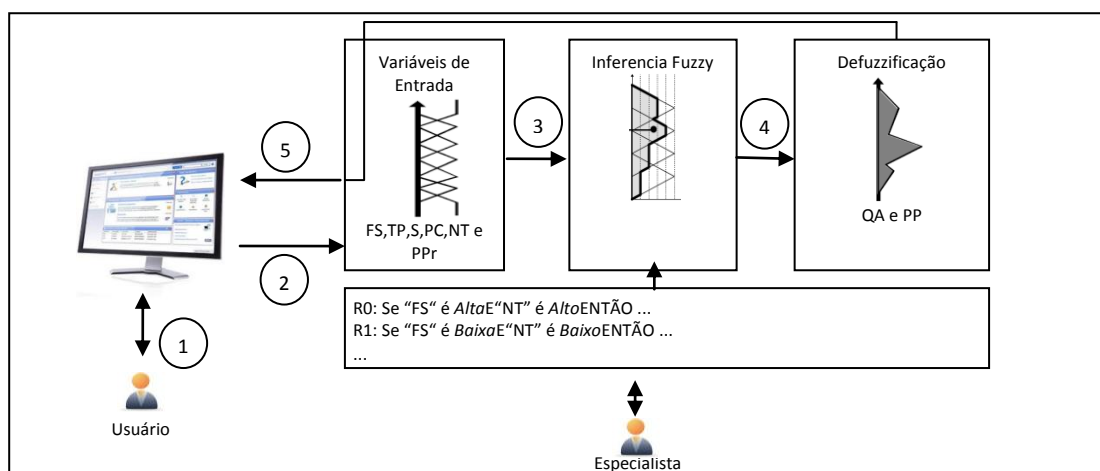 Variáveis de
Entrada
Inferencia Fuzzy
Defuzzificação
3
4
5
FS,TP,S,PC,NT e
PPr
QA e PP
2
R0: Se “FS“ é AltaE“NT” é AltoENTÃO ...
R1: Se “FS“ é BaixaE“NT” é BaixoENTÃO ...
...
1
Usuário
Especialista